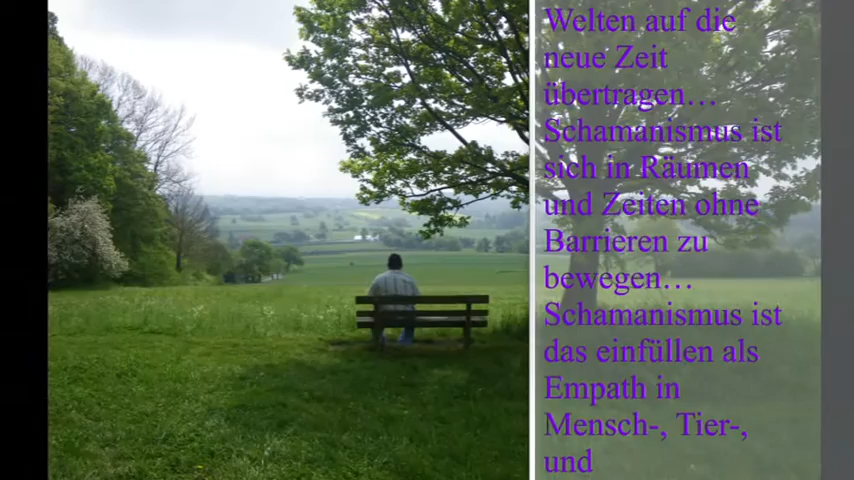 Welten auf die
neue Zeit
übertragen…
Schamanismus ist
sich in Räumen
und Zeiten ohne
Barrieren zu
bewegen…
Schamanismus ist
das einfüllen als
Empath in
Mensch-, Tier-,
und